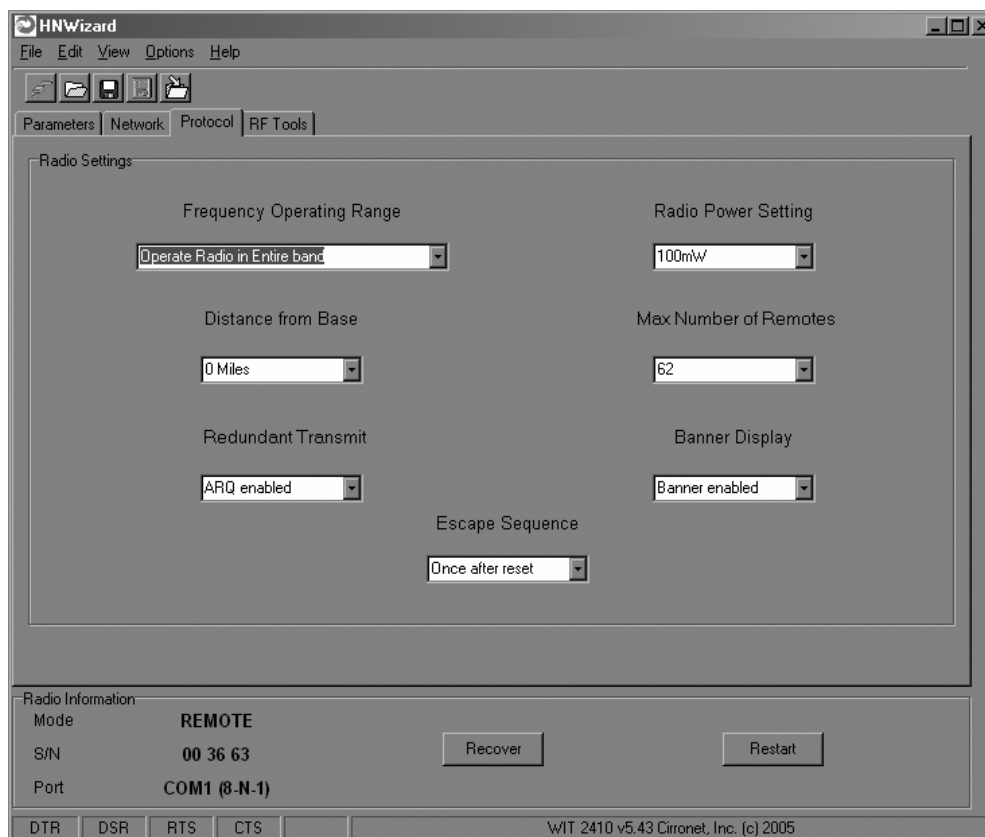 HNWizard
File Edit View Options Help
Parameters Network Protocol RF Tools
Radio Settings
Frequency Operating Range Radio Power Setting
Operate Radio in Entire band 100mW
Distance from Base Max Number of Remotes
0 Miles 62
Redundant Transmit Banner Display
ARQ enabled Banner enabled
Escape Sequence
Once after reset
Radio Information
Mode REMOTE
S/N 00 36 63 Recover Restart
Port COM1 (8-N-1)
DTR DSR RTS CTS WIT 2410 v5.43 Cirronet, Inc. (c) 2005